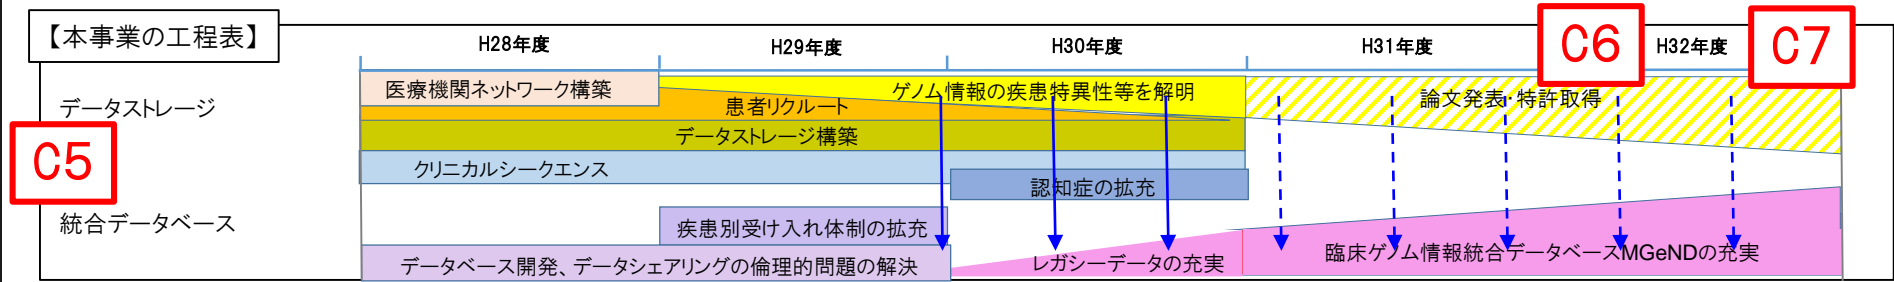 【本事業の工程表】
H28年度
H29年度
H30年度
H31年度
C6
H32年度
C7
データストレージ
医療機関ネットワーク構築
ゲノム情報の疾患特異性等を解明
論文発表・特許取得
患者リクルート
データストレージ構築
C5
クリニカルシークエンス
認知症の拡充
統合データベース
疾患別受け入れ体制の拡充
データベース開発、データシェアリングの倫理的問題の解決
レガシーデータの充実
臨床ゲノム情報統合データベースMGeNDの充実